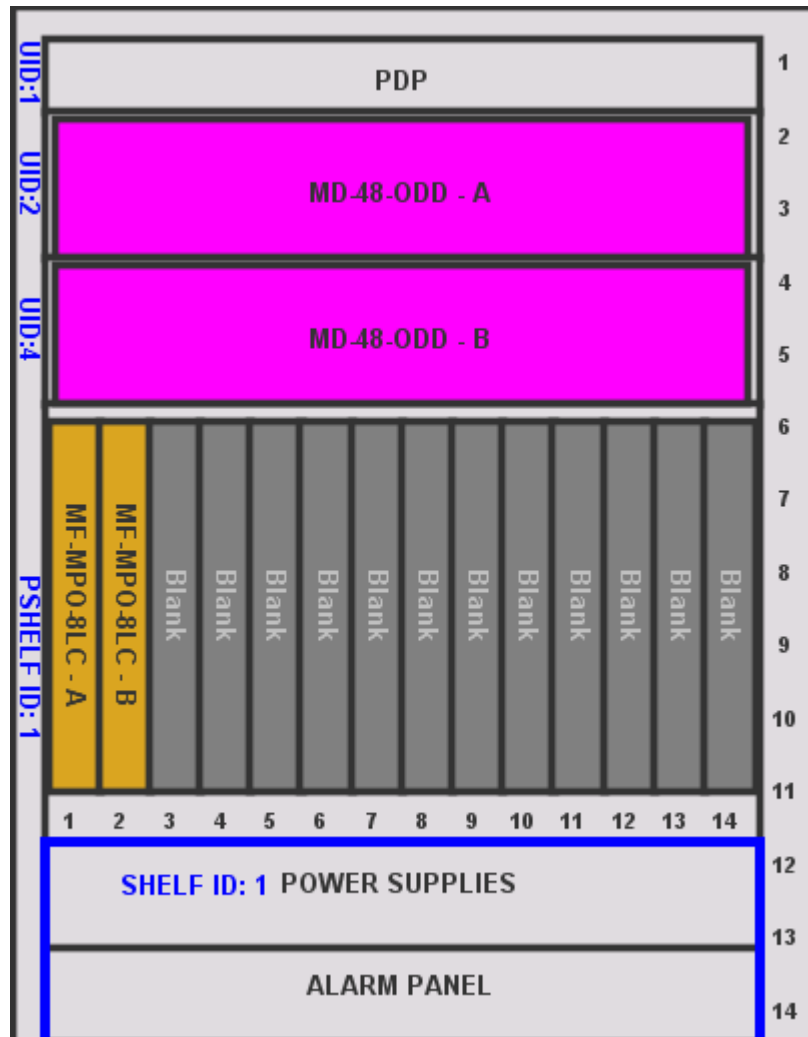 UID:1
PDP
1
UID:2
MD-48-ODD - A
2
3
UID:4
MD-48-ODD - B
4
5
6
7
8
9
10
11
PSHELF ID: 1
MF-MPO-8LC - A
MF-MPO-8LC - B
Blank
Blank
Blank
Blank
Blank
Blank
Blank
Blank
Blank
Blank
Blank
Blank
1 2 3 4 5 6 7 8 9 10 11 12 13 14
SHELF ID: 1 POWER SUPPLIES
12
13
ALARM PANEL
14